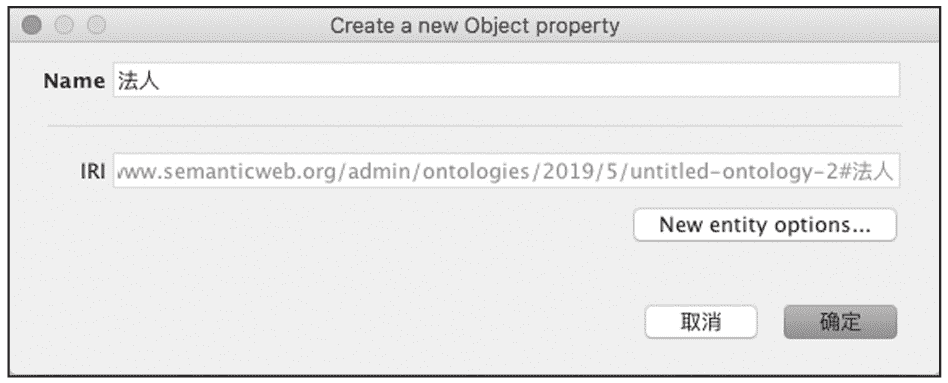 Create a new Object property
Name 法人
IRI www.semanticweb.org/admin/ontologies/2019/5/untitled-ontology-2#法人
New entity options...
取消 确定